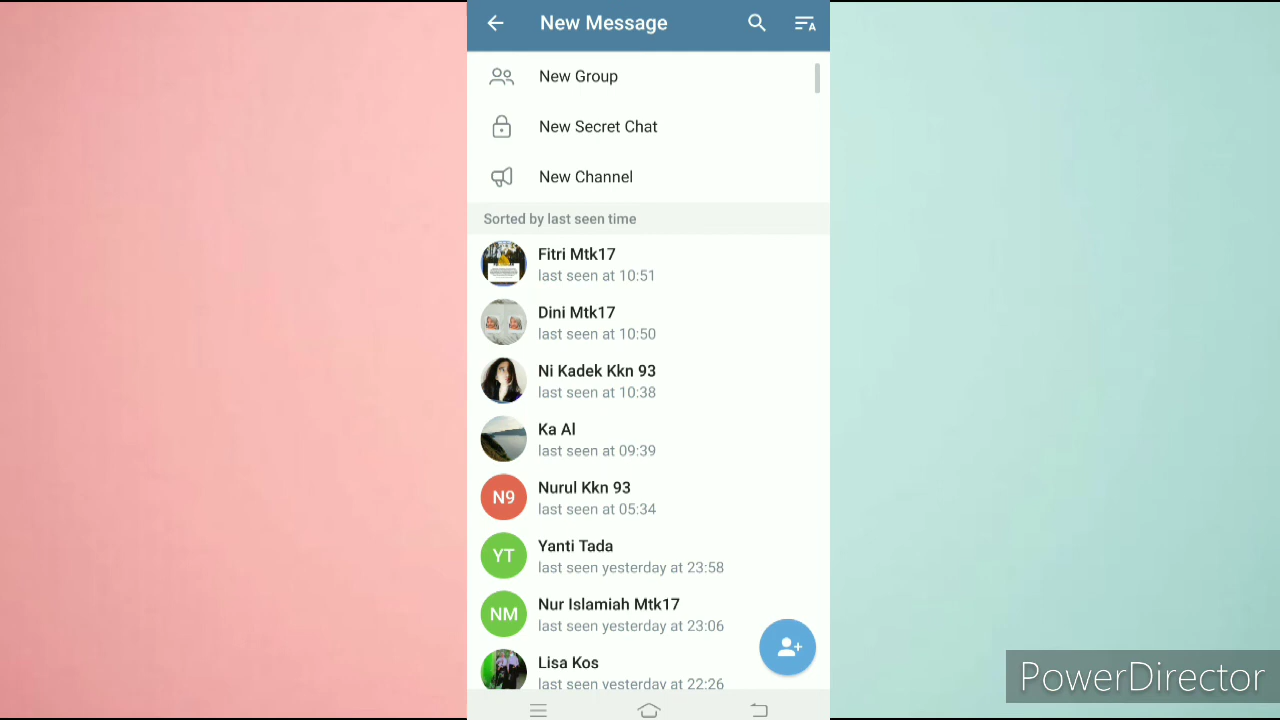 New Message
New Group
New Secret Chat
New Channel
Sorted by last seen time
Fitri Mtk17
last seen at 10:51
Dini Mtk17
last seen at 10:50
Ni Kadek Kkn 93
last seen at 10:38
Ka Al
last seen at 09:39
N9
Nurul Kkn 93
last seen at 05:34
YT
Yanti Tada
last seen yesterday at 23:58
NM
Nur Islamiah Mtk17
last seen yesterday at 23:06
Lisa Kos
last seen yesterday at 22:26
PowerDirector